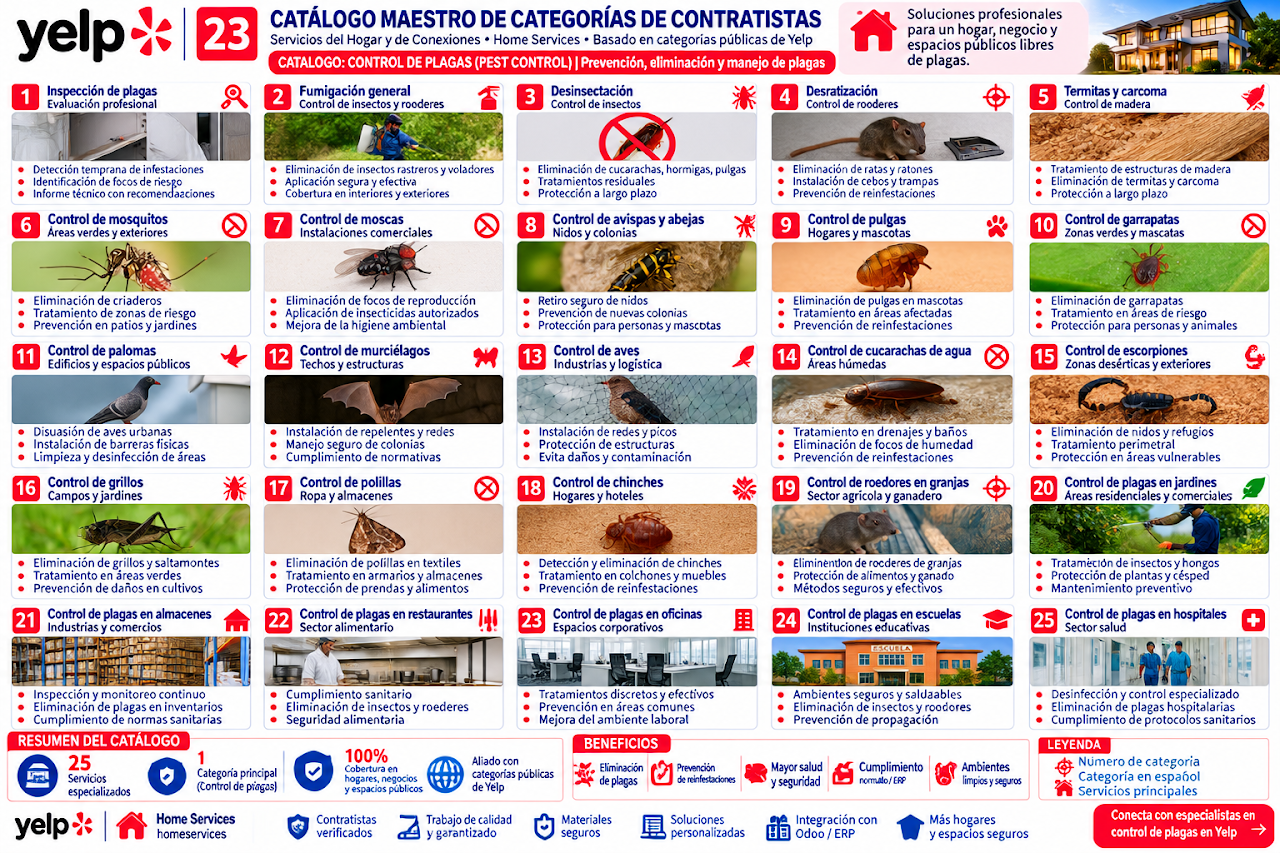 yelp
23
CATÁLOGO MAESTRO DE CATEGORÍAS DE CONTRATISTAS
Servicios del Hogar y de Conexiones • Home Services • Basado en categorías públicas de Yelp
CATALOGO: CONTROL DE PLAGAS (PEST CONTROL) | Prevención, eliminación y manejo de plagas
Soluciones profesionales
para un hogar, negocio y
espacios públicos libres
de plagas.
1 Inspección de plagas
Evaluación profesional
Detección temprana de infestaciones
Identificación de focos de riesgo
Informe técnico con recomendaaciones
2 Fumigación general
Control de insectos y rooderes
Eliminación de insectos rastreros y voladores
Aplicación segura y efectiva
Cobertura en interiores y exteriores
3 Desinsectación
Control de insectos
Eliminación de cucarachas, hormigas, pulgas
Tratamientos residuales
Protección a largo plazo
4 Desratización
Control de rooderes
Eliminación de ratas y ratones
Instalación de cebos y trampas
Prevención de reinfestaciones
5 Termitas y carcoma
Control de madera
Tratamiento de estructuras de madera
Eliminación de termitas y carcoma
Protección a largo plazo
6 Control de mosquitos
Áreas verdes y exteriores
Eliminación de criaderos
Tratamiento de zonas de riesgo
Prevención en patios y jardines
7 Control de moscas
Instalaciones comerciales
Eliminación de focos de reproducción
Aplicación de insecticidas autorizados
Mejora de la higiene ambiental
8 Control de avispas y abejas
Nidos y colonias
Retiro seguro de nidos
Prevención de nuevas colonias
Protección para personas y mascotas
9 Control de pulgas
Hogares y mascotas
Eliminación de pulgas en mascotas
Tratamiento en áreas afectadas
Prevención de reinfestaciones
10 Control de garrapatas
Zonas verdes y mascatas
Eliminación de garrapatas
Tratamiento en áreas de riesgo
Protección para personas y animales
11 Control de palomas
Edificios y espacios públicos
Disuasión de aves urbanas
Instalación de barreras físicas
Limpieza y desinfección de áreas
12 Control de murciélagos
Techos y estructuras
Instalación de repelentes y redes
Manejo seguro de colonias
Cumplimiento de normativas
13 Control de aves
Industrias y logística
Instalación de redes y picos
Protección de estructuras
Evita daños y contaminación
14 Control de cucarachas de agua
Áreas húmedas
Tratamiento en drenajes y baños
Eliminación de focos de humedad
Prevención de reinfestaciones
15 Control de escorpiones
Zonas desérticas y exteriores
Eliminación de nidos y refugios
Tratamiento perimetral
Protección en áreas vulnerables
16 Control de grillos
Campos y jardines
Eliminación de grillos y saltamontes
Tratamiento en áreas verdes
Prevención de daños en cultivos
17 Control de polillas
Ropa y almacenes
Eliminación de polillas en textiles
Tratamiento en armarios y almacenes
Protección de prendas y alimentos
18 Control de chinches
Hogares y hoteles
Detección y eliminación de chinches
Tratamiento en colchones y muebles
Prevención de reinfestaciones
19 Control de roedores en granjas
Sector agrícola y ganadero
Eliminentíon de rocderes de granjas
Protección de alimentos y ganado
Métodos seguros y efectivos
20 Control de plagas en jardines
Áreas residenciales y comerciales
Tratamección de insectos y hongos
Protección de plantas y césped
Mantenimiento preventivo
21 Control de plagas en almacenes
Industrias y comercios
Inspección y monitoreo continuo
Eliminación de plagas en inventarios
Cumplimiento de normas sanitarias
22 Control de plagas en restaurantes
Sector alimentario
Cumplimiento sanitario
Eliminación de insectos y roederes
Seguridad alimentaria
23 Control de plagas en oficinas
Espacios corporativos
Tratamientos discretos y efectivos
Prevención en áreas comunes
Mejora del ambiente laboral
24 Control de plagas en escuelas
Instituciones educativas
ESCUELA
Ambientes seguros y saludaables
Eliminación de insectos y roodores
Prevención de propagación
25 Control de plagas en hospitales
Sector salud
Desinfección y control especializado
Eliminación de plagas hospitalarias
Cumplimiento de protocolos sanitarios
RESUMEN DEL CATÁLOGO
25
Servicios
especializados
1
Categoría principal
(Control de plagas)
100%
Cobertura en
hogares, negocios
y espacios públicos
Aliado con
categorías públicas
de Yelp
BENEFICIOS
Eliminación
de plagas
Prevención
de reinfestaciones
Mayor salud
y seguridad
Cumplimiento
normatlo / ERP
Ambientes
limpios y seguros
LEYENDA
Número de categoría
Categoría en español
Servicios principales
yelp
Home Services
homeservices
Contratistas
verificados
Trabajo de calidad
y garantizado
Materiales
seguros
Soluciones
personalizadas
Integración con
Odoo / ERP
Más hogares
y espacios seguros
Conecta con especialistas en
control de plagas en Yelp →